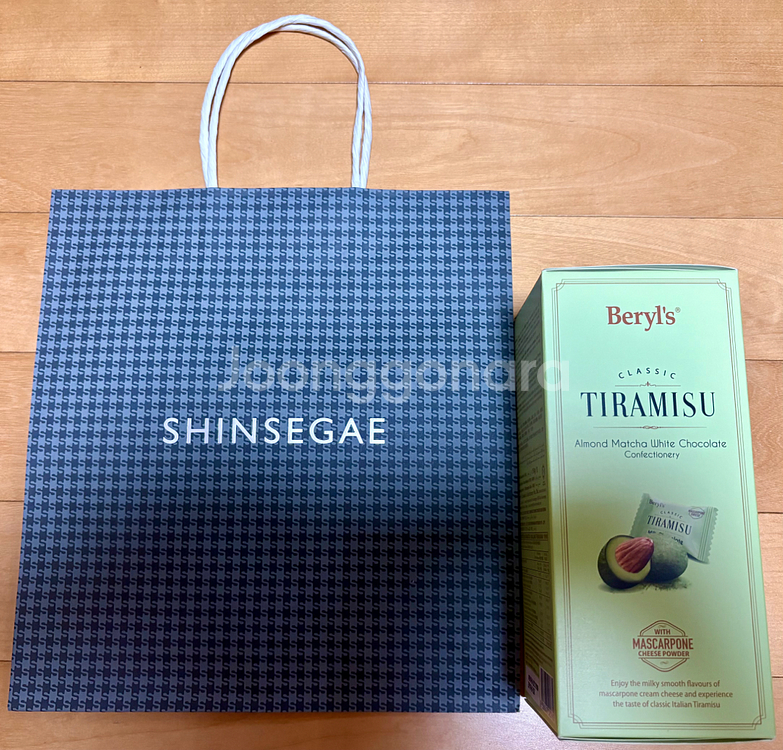 SHINSEGAE
Joonggonara
Beryl's®
CLASSIC
TIRAMISU
Almond Matcha White Chocolate
Confectionery
Beryl's
CLASSIC
TIRAMISU
WITH
MASCARPONE
CHEESE POWDER
Enjoy the milky smooth flavours of
mascarpone cream cheese and experience
the taste of classic Italian Tiramisu